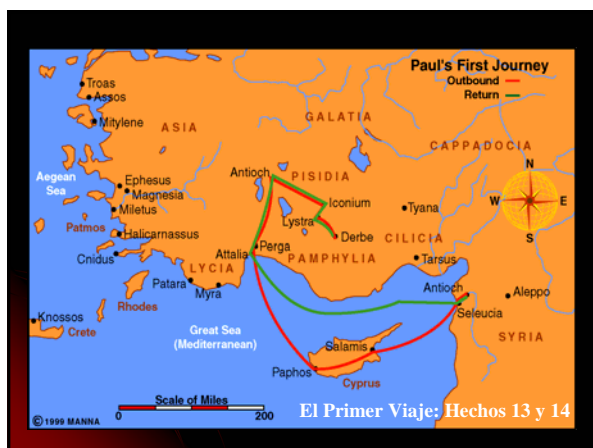 Paul's First Journey
Outbound
Return
Troas
Assos
Mitylene
ASIA
GALATIA
CAPPADOCIA
N
W E
S
Aegean
Sea
Antioch
PISIDIA
Ephesus
Magnesia
Miletus
Iconium
Lystra
Tyana
Patmos
Halicarnassus
Perga
Derbe
CILICIA
Attalia
Cnidus
LYCIA
PAMPHYLIA
Tarsus
Patara
Myra
Antioch
Aleppo
Rhodes
Seleucia
Knossos
Crete
Great Sea
(Mediterranean)
SYRIA
Salamis
Paphos
Cyprus
Scale of Miles
0 200
El Primer Viaje: Hechos 13 y 14
©1999 MANNA